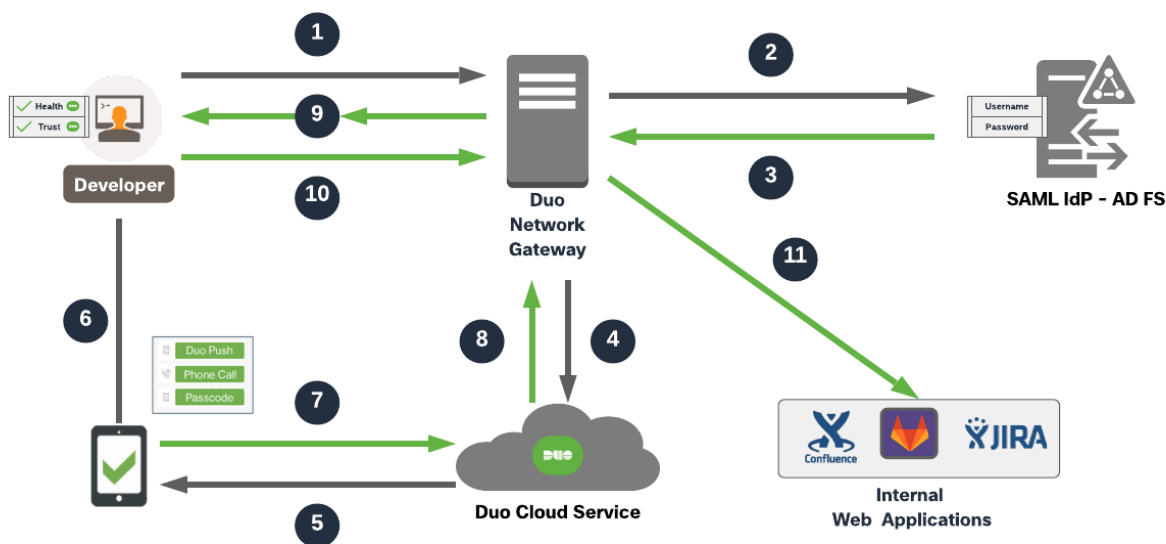 1
2
Health
Trust
>-
9
Username
Password
Developer
10
3
Duo
Network
Gateway
SAML IdP - AD FS
11
6
8
4
Duo Push
Phone Call
Passcode
7
DUO
Confluence
JIRA
5
Duo Cloud Service
Internal
Web Applications